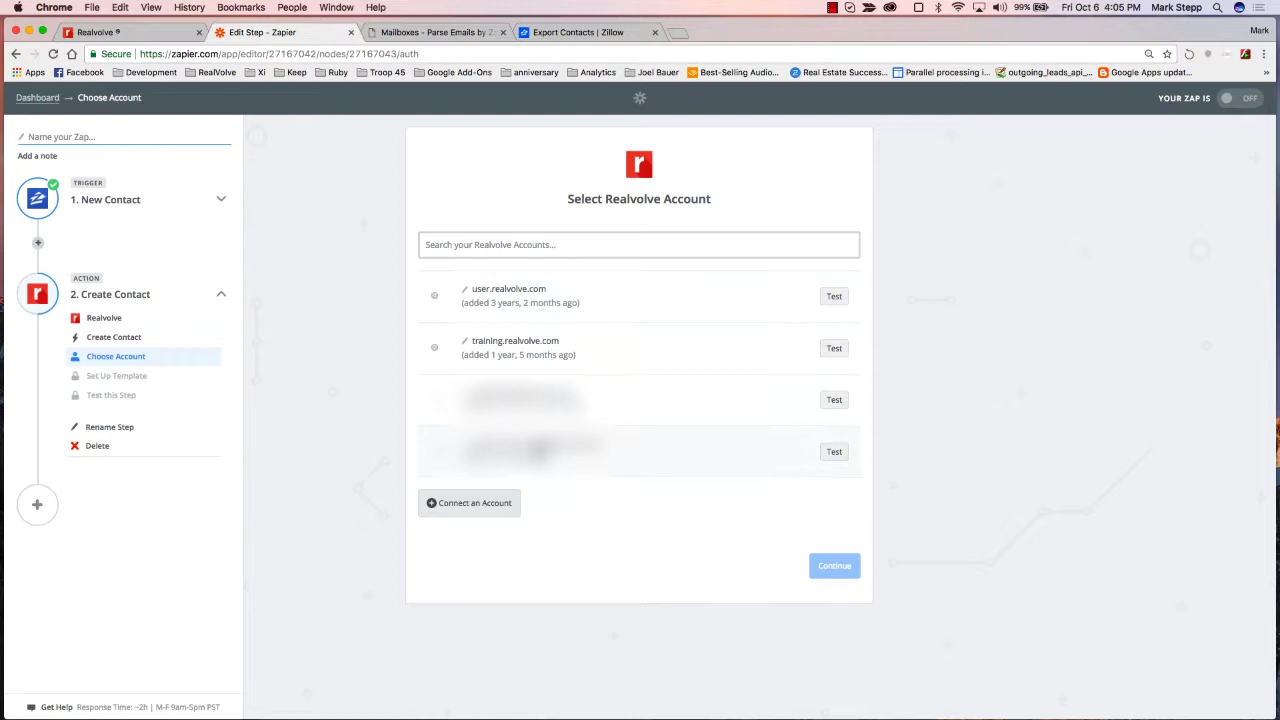 Chrome File Edit View History Bookmarks People Window Help 99% Fri Oct 6 4:05 PM Mark Stepp
Realvolve ® Edit Step - Zapier Mailboxes - Parse Emails by Z Export Contacts | Zillow Mark
Secure https://zapier.com/app/editor/27167042/nodes/27167043/auth
Apps Facebook Development RealVolve Xi Keep Ruby Troop 45 Google Add-Ons anniversary Analytics Joel Bauer Best-Selling Audio... Real Estate Success... Parallel processing i... outgoing_leads_api_... Google Apps updat... »
Dashboard → Choose Account YOUR ZAP IS OFF
Name your Zap...
Add a note
TRIGGER
1. New Contact
ACTION
2. Create Contact
Realvolve
Create Contact
Choose Account
Set Up Template
Test this Step
Rename Step
Delete
Select Realvolve Account
Search your Realvolve Accounts...
user.realvolve.com
(added 3 years, 2 months ago)
Test
training.realvolve.com
(added 1 year, 5 months ago)
Test
Test
Test
Connect an Account
Continue
Get Help Response Time: ~2h | M-F 9am-5pm PST